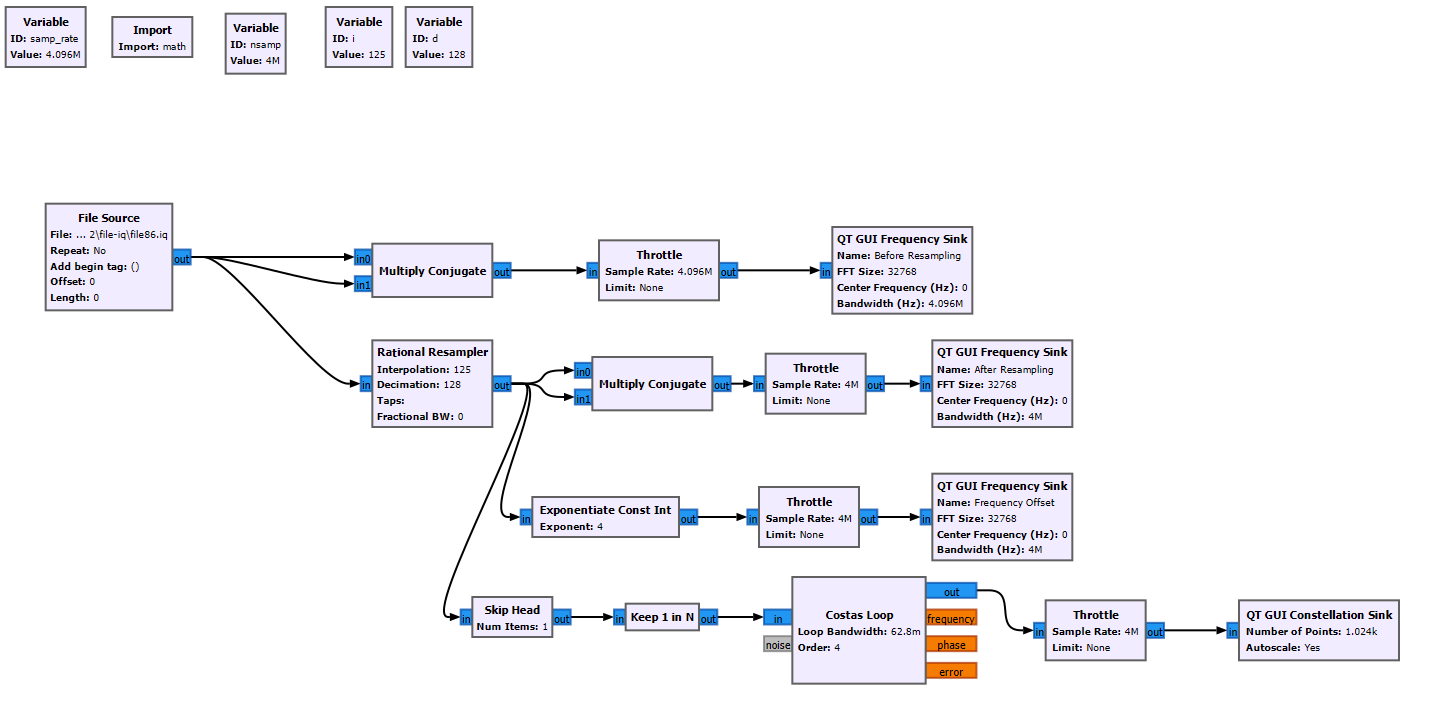 Variable
ID: samp_rate
Value: 4.096M
Import
Import: math
Variable
ID: nsamp
Value: 4M
Variable
ID: i
Value: 125
Variable
ID: d
Value: 128
File Source
File: ... 2\file-iq\file86.iq
Repeat: No
Add begin tag: ()
Offset: 0
Length: 0
out
in0
in1
Multiply Conjugate
out
in
Throttle
Sample Rate: 4.096M
Limit: None
out
in
QT GUI Frequency Sink
Name: Before Resampling
FFT Size: 32768
Center Frequency (Hz): 0
Bandwidth (Hz): 4.096M
in
Rational Resampler
Interpolation: 125
Decimation: 128
Taps:
Fractional BW: 0
out
in0
in1
Multiply Conjugate
out
in
Throttle
Sample Rate: 4M
Limit: None
out
in
QT GUI Frequency Sink
Name: After Resampling
FFT Size: 32768
Center Frequency (Hz): 0
Bandwidth (Hz): 4M
in
Exponentiate Const Int
Exponent: 4
out
in
Throttle
Sample Rate: 4M
Limit: None
out
in
QT GUI Frequency Sink
Name: Frequency Offset
FFT Size: 32768
Center Frequency (Hz): 0
Bandwidth (Hz): 4M
in
Skip Head
Num Items: 1
out
in
Keep 1 in N
out
in
noise
Costas Loop
Loop Bandwidth: 62.8m
Order: 4
out
frequency
phase
error
in
Throttle
Sample Rate: 4M
Limit: None
out
in
QT GUI Constellation Sink
Number of Points: 1.024k
Autoscale: Yes